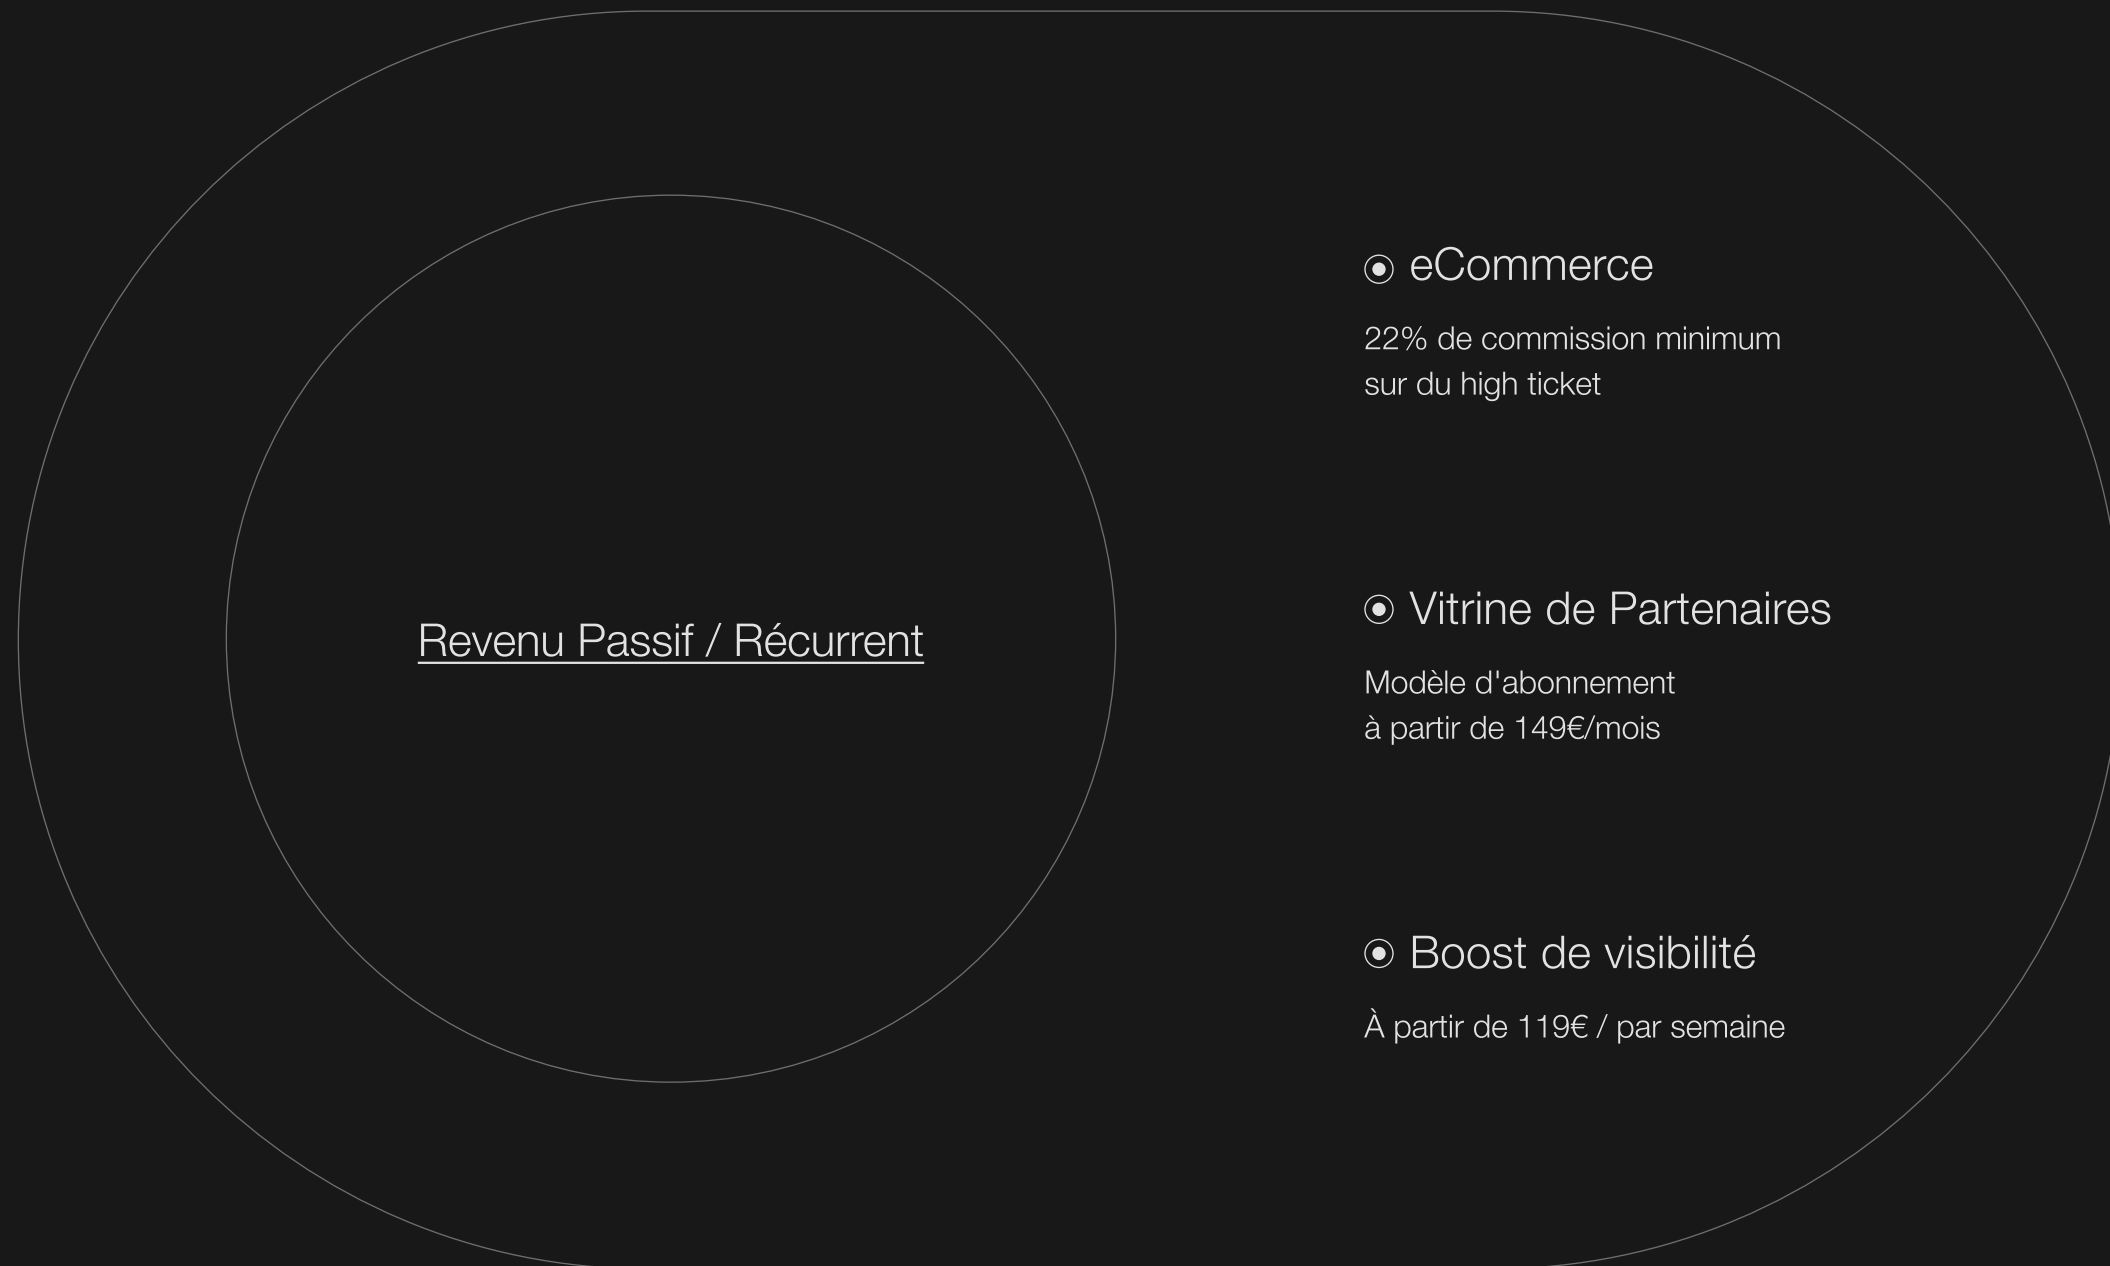 Revenu Passif / Récurrent
eCommerce
22% de commission minimum
sur du high ticket
Vitrine de Partenaires
Modèle d'abonnement
à partir de 149€/mois
Boost de visibilité
À partir de 119€ / par semaine